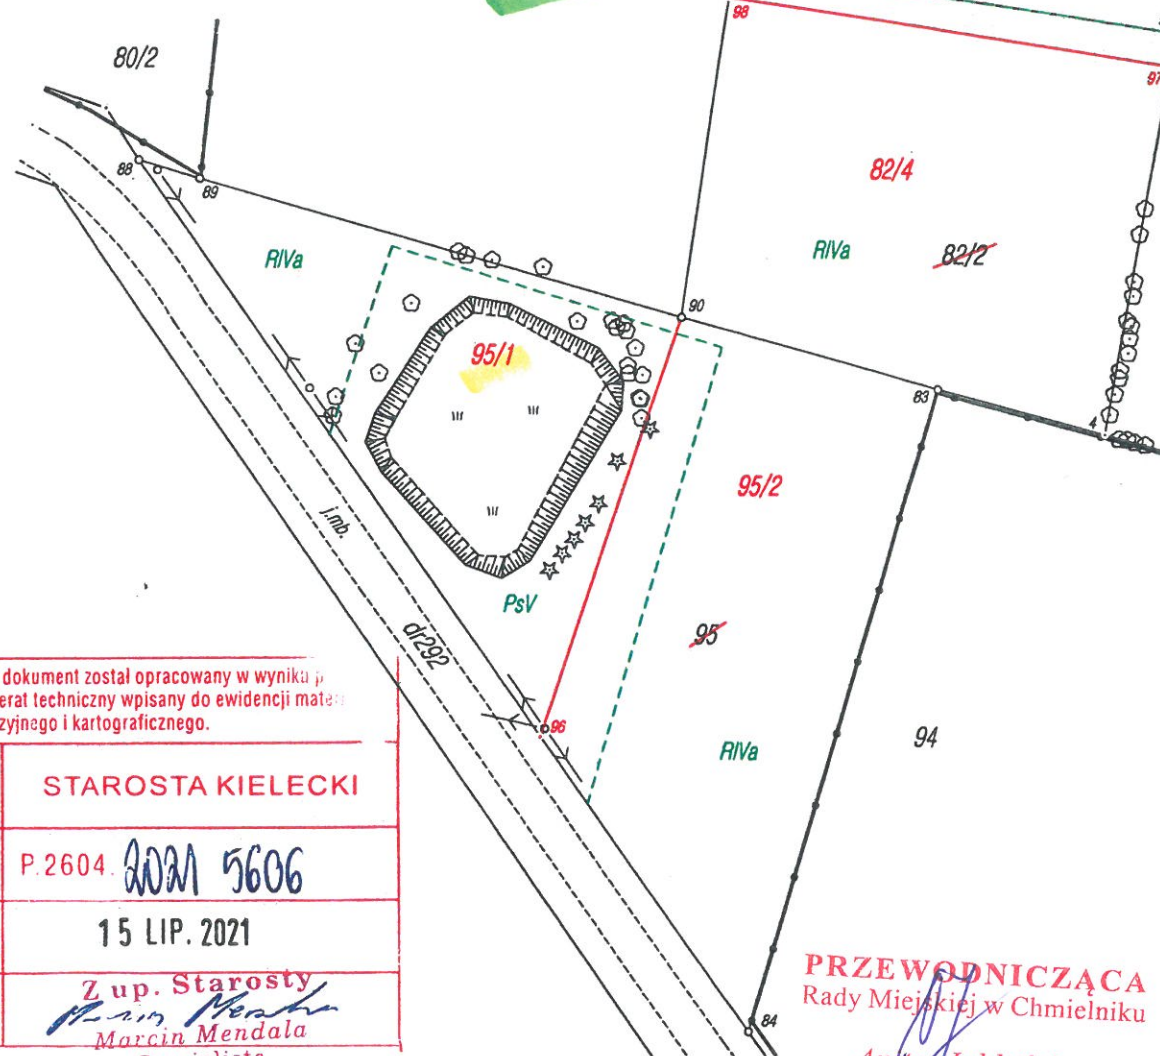 98
97
80/2
82/4
88
89
RIVa
RIVa
82/2
90
95/1
83
4
95/2
j.mb.
PsV
95
dr292
96
94
RIVa
dokument został opracowany w wyniku
erat techniczny wpisany do ewidencji mate
zyjnego i kartograficznego.
STAROSTA KIELECKI
P.2604. 2021 5606
15 LIP. 2021
Z up. Starosty
Marcin Mendala
84
PRZEWODNICZĄCA
Rady Miejskiej w Chmielniku